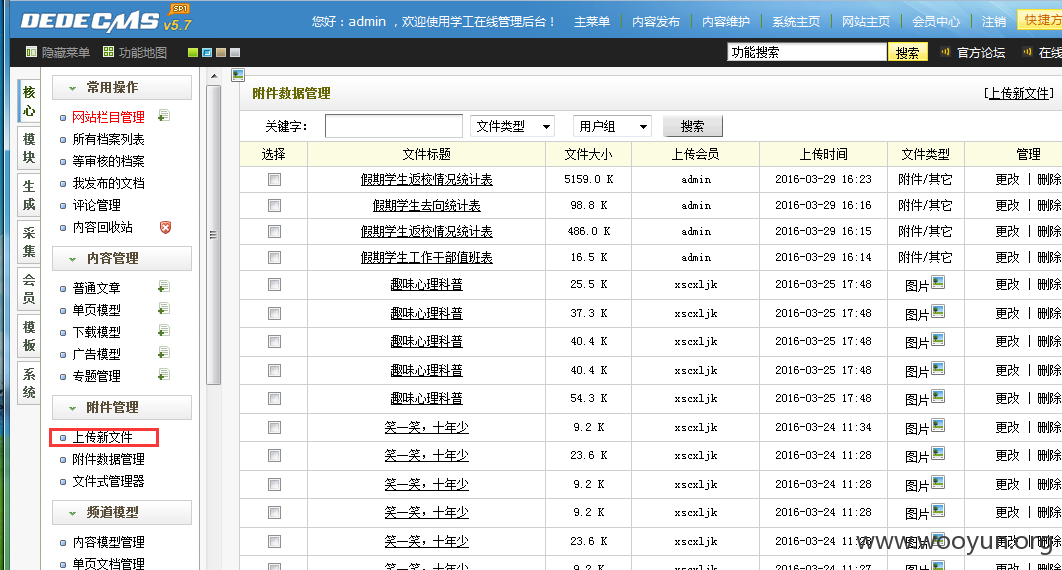 DEDECMS v5.7 SP1
您好：admin ，欢迎使用学工在线管理后台！ 主菜单 内容发布 内容维护 系统主页 网站主页 会员中心 注销 快捷方
隐藏菜单 功能地图 功能搜索 搜索 官方论坛 在线
核心
模块
生成
采集
会员
模板
系统
常用操作
网站栏目管理
所有档案列表
等审核的档案
我发布的文档
评论管理
内容回收站
内容管理
普通文章
单页模型
下载模型
广告模型
专题管理
附件管理
上传新文件
附件数据管理
文件式管理器
频道模型
内容模型管理
单页文档管理
附件数据管理 [上传新文件]
关键字： 文件类型 用户组 搜索
选择 文件标题 文件大小 上传会员 上传时间 文件类型 管理
假期学生返校情况统计表 5159.0 K admin 2016-03-29 16:23 附件/其它 更改 | 删除
假期学生去向统计表 98.8 K admin 2016-03-29 16:16 附件/其它 更改 | 删除
假期学生返校情况统计表 486.0 K admin 2016-03-29 16:15 附件/其它 更改 | 删除
假期学生工作干部值班表 16.5 K admin 2016-03-29 16:14 附件/其它 更改 | 删除
趣味心理科普 25.5 K xscxljk 2016-03-25 17:48 图片 更改 | 删除
趣味心理科普 37.3 K xscxljk 2016-03-25 17:48 图片 更改 | 删除
趣味心理科普 40.4 K xscxljk 2016-03-25 17:48 图片 更改 | 删除
趣味心理科普 40.4 K xscxljk 2016-03-25 17:48 图片 更改 | 删除
趣味心理科普 54.3 K xscxljk 2016-03-25 17:48 图片 更改 | 删除
笑一笑，十年少 9.2 K xscxljk 2016-03-24 11:34 图片 更改 | 删除
笑一笑，十年少 23.6 K xscxljk 2016-03-24 11:28 图片 更改 | 删除
笑一笑，十年少 9.2 K xscxljk 2016-03-24 11:28 图片 更改 | 删除
笑一笑，十年少 9.2 K xscxljk 2016-03-24 11:28 图片 更改 | 删除
笑一笑，十年少 23.6 K xscxljk 2016-03-24 11:28 图片 更改 | 删除
笑一笑，十年少 9.2 K xscxljk 2016-03-24 11:28 图片 更改 | 删除
www.wooyun.org